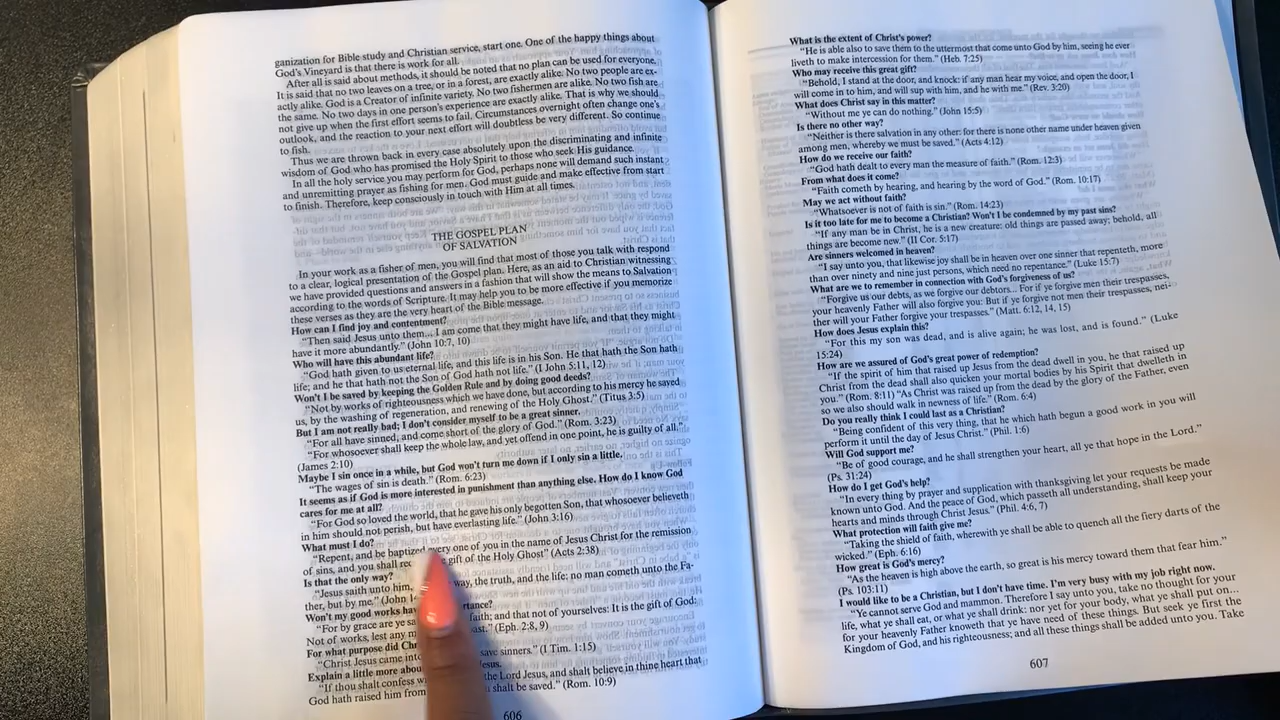 ganization for Bible study and Christian service, start one. One of the happy things about
God's Vineyard is that there is work for all.
After all is said about methods, it should be noted that no plan can be used for everyone.
It is said that no two leaves on a tree, or in a forest, are exactly alike. No two people are ex-
actly alike. God is a Creator of infinite variety. No two fishermen are alike. No two fish are
the same. No two days in one person's experience are exactly alike. That is why we should
not give up when the first effort seems to fail. Circumstances overnight often change one's
outlook, and the reaction to your next effort will doubtless be very different. So continue
to fish.
Thus we are thrown back in every case absolutely upon the discriminating and infinite
wisdom of God who has promised the Holy Spirit to those who seek His guidance.
In all the holy service you may perform for God, perhaps none will demand such instant
and unremitting prayer as fishing for men. God must guide and make effective from start
to finish. Therefore, keep consciously in touch with Him at all times.
THE GOSPEL PLAN
OF SALVATION
In your work as a fisher of men, you will find that most of those you talk with respond
to a clear, logical presentation of the Gospel plan. Here, as an aid to Christian witnessing
we have provided questions and answers in a fashion that will show the means to Salvation
according to the words of Scripture. It may help you to be more effective if you memorize
these verses as they are the very heart of the Bible message.
How can I find joy and contentment?
"Then said Jesus unto them... I am come that they might have life, and that they might
have it more abundantly." (John 10:7, 10)
Who will have this abundant life?
"God hath given to us eternal life, and this life is in his Son. He that hath the Son hath
life; and he that hath not the Son of God hath not life." (I John 5:11, 12)
Won't I be saved by keeping the Golden Rule and by doing good deeds?
"Not by works of righteousness which we have done, but according to his mercy he saved
us, by the washing of regeneration, and renewing of the Holy Ghost." (Titus 3:5)
But I am not really bad; I don't consider myself to be a great sinner.
"For all have sinned; and come short of the glory of God." (Rom. 3:23)
"For whosoever shall keep the whole law, and yet offend in one point, he is guilty of all."
(James 2:10)
Maybe I sin once in a while, but God won't turn me down if I only sin a little.
"The wages of sin is death." (Rom. 6:23)
It seems as if God is more interested in punishment than anything else. How do I know God
cares for me at all?
"For God so loved the world, that he gave his only begotten Son, that whosoever believeth
in him should not perish, but have everlasting life." (John 3:16)
What must I do?
"Repent, and be baptized every one of you in the name of Jesus Christ for the remission
of sins, and you shall rec gift of the Holy Ghost" (Acts 2:38)
Is that the only way?
"Jesus saith unto him, way, the truth, and the life; no man cometh unto the Fa-
ther, but by me." (John 1
Won't my good works hav rtance?
"For by grace are ye sa faith; and that not of yourselves: It is the gift of God:
Not of works, lest any m ast." (Eph. 2:8, 9)
For what purpose did Chr
"Christ Jesus came into save sinners." (I Tim. 1:15)
Explain a little more abou esus.
"If thou shalt confess w the Lord Jesus, and shalt believe in thine heart that
God hath raised him from shalt be saved." (Rom. 10:9)
606
What is the extent of Christ's power?
"He is able also to save them to the uttermost that come unto God by him, seeing he ever
liveth to make intercession for them." (Heb. 7:25)
Who may receive this great gift?
"Behold, I stand at the door, and knock: if any man hear my voice, and open the door, I
will come in to him, and will sup with him, and he with me." (Rev. 3:20)
What does Christ say in this matter?
"Without me ye can do nothing." (John 15:5)
Is there no other way?
"Neither is there salvation in any other: for there is none other name under heaven given
among men, whereby we must be saved." (Acts 4:12)
How do we receive our faith?
"God hath dealt to every man the measure of faith." (Rom. 12:3)
From what does it come?
"Faith cometh by hearing, and hearing by the word of God." (Rom. 10:17)
May we act without faith?
"Whatsoever is not of faith is sin." (Rom. 14:23)
Is it too late for me to become a Christian? Won't I be condemned by my past sins?
"If any man be in Christ, he is a new creature: old things are passed away; behold, all
things are become new." (II Cor. 5:17)
Are sinners welcomed in heaven?
"I say unto you, that likewise joy shall be in heaven over one sinner that repenteth, more
than over ninety and nine just persons, which need no repentance." (Luke 15:7)
What are we to remember in connection with God's forgiveness of us?
"Forgive us our debts, as we forgive our debtors... For if ye forgive men their trespasses,
your heavenly Father will also forgive you: But if ye forgive not men their trespasses, nei-
ther will your Father forgive your trespasses." (Matt. 6:12, 14, 15)
How does Jesus explain this?
"For this my son was dead, and is alive again; he was lost, and is found." (Luke
15:24)
How are we assured of God's great power of redemption?
"If the spirit of him that raised up Jesus from the dead dwell in you, he that raised up
Christ from the dead shall also quicken your mortal bodies by his Spirit that dwelleth in
you." (Rom. 8:11) "As Christ was raised up from the dead by the glory of the Father, even
so we also should walk in newness of life." (Rom. 6:4)
Do you really think I could last as a Christian?
"Being confident of this very thing, that he which hath begun a good work in you will
perform it until the day of Jesus Christ." (Phil. 1:6)
Will God support me?
"Be of good courage, and he shall strengthen your heart, all ye that hope in the Lord."
(Ps. 31:24)
How do I get God's help?
"In every thing by prayer and supplication with thanksgiving let your requests be made
known unto God. And the peace of God, which passeth all understanding, shall keep your
hearts and minds through Christ Jesus." (Phil. 4:6, 7)
What protection will faith give me?
"Taking the shield of faith, wherewith ye shall be able to quench all the fiery darts of the
wicked." (Eph. 6:16)
How great is God's mercy?
"As the heaven is high above the earth, so great is his mercy toward them that fear him."
(Ps. 103:11)
I would like to be a Christian, but I don't have time. I'm very busy with my job right now.
"Ye cannot serve God and mammon. Therefore I say unto you, take no thought for your
life, what ye shall eat, or what ye shall drink: nor yet for your body, what ye shall put on...
for your heavenly Father knoweth that ye have need of these things. But seek ye first the
Kingdom of God, and his righteousness; and all these things shall be added unto you. Take
607